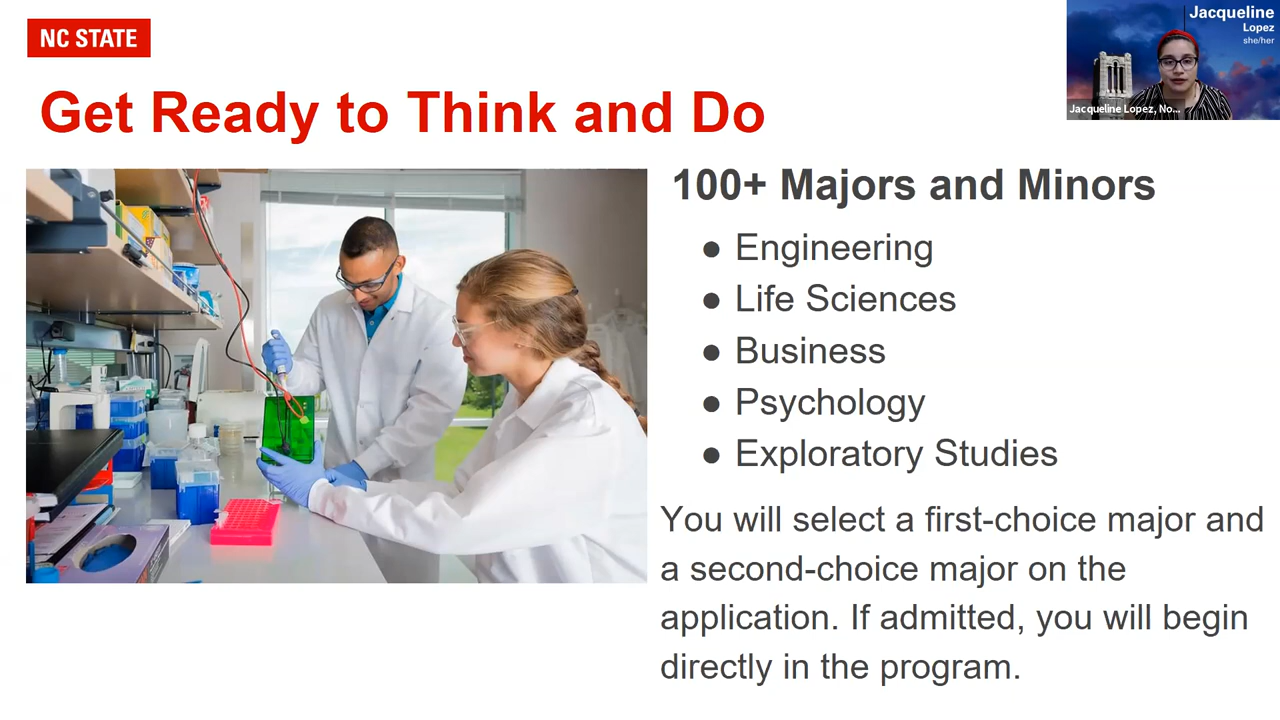 NC STATE
Jacqueline
Lopez
she/her
Jacqueline Lopez, No...
Get Ready to Think and Do
100+ Majors and Minors
● Engineering
● Life Sciences
● Business
● Psychology
● Exploratory Studies
You will select a first-choice major and
a second-choice major on the
application. If admitted, you will begin
directly in the program.